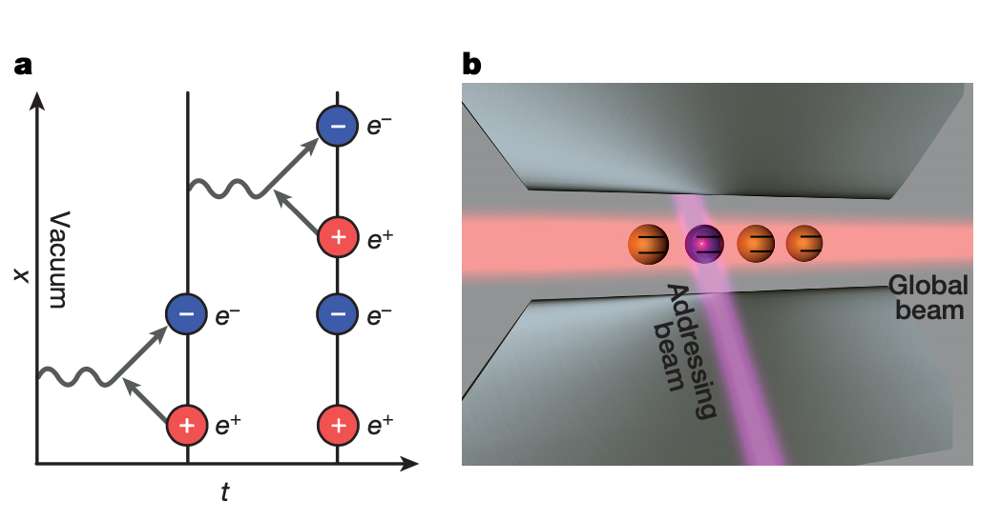 a
x
Vacuum
−
e⁻
+
e⁺
−
e⁻
+
e⁺
−
e⁻
+
e⁺
t
b
Addressing
beam
Global
beam